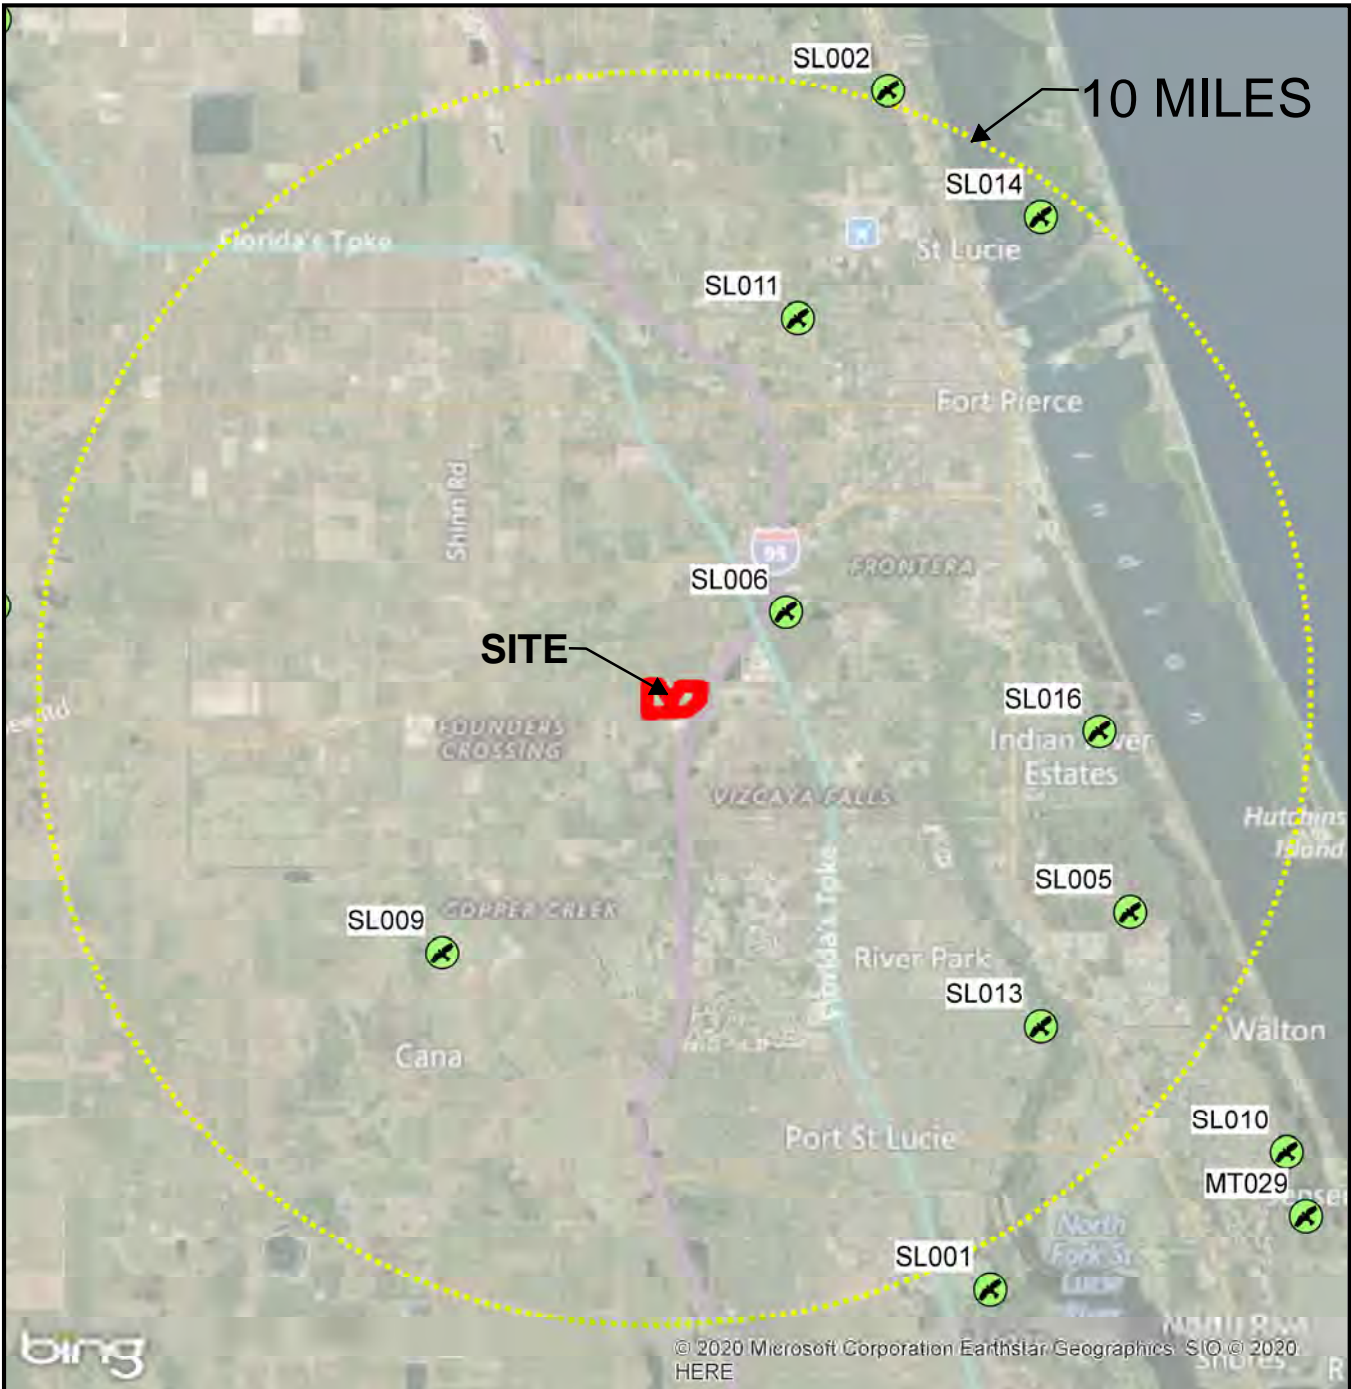 SL002
10 MILES
SL014
Florida's Tpke
St Lucie
SL011
Fort Pierce
Shinn Rd
95
FRONTERA
SL006
SITE
SL016
FOUNDERS
CROSSING
Indian River
Estates
VIZCAYA FALLS
Hutchins
Island
Florida's Tpke
SL005
COPPER CREEK
SL009
River Park
SL013
Walton
Cana
SL010
Port St Lucie
MT029
North
Fork St
Lucie
River
SL001
bing
© 2020 Microsoft Corporation Earthstar Geographics SIO © 2020
HERE
Shores
R